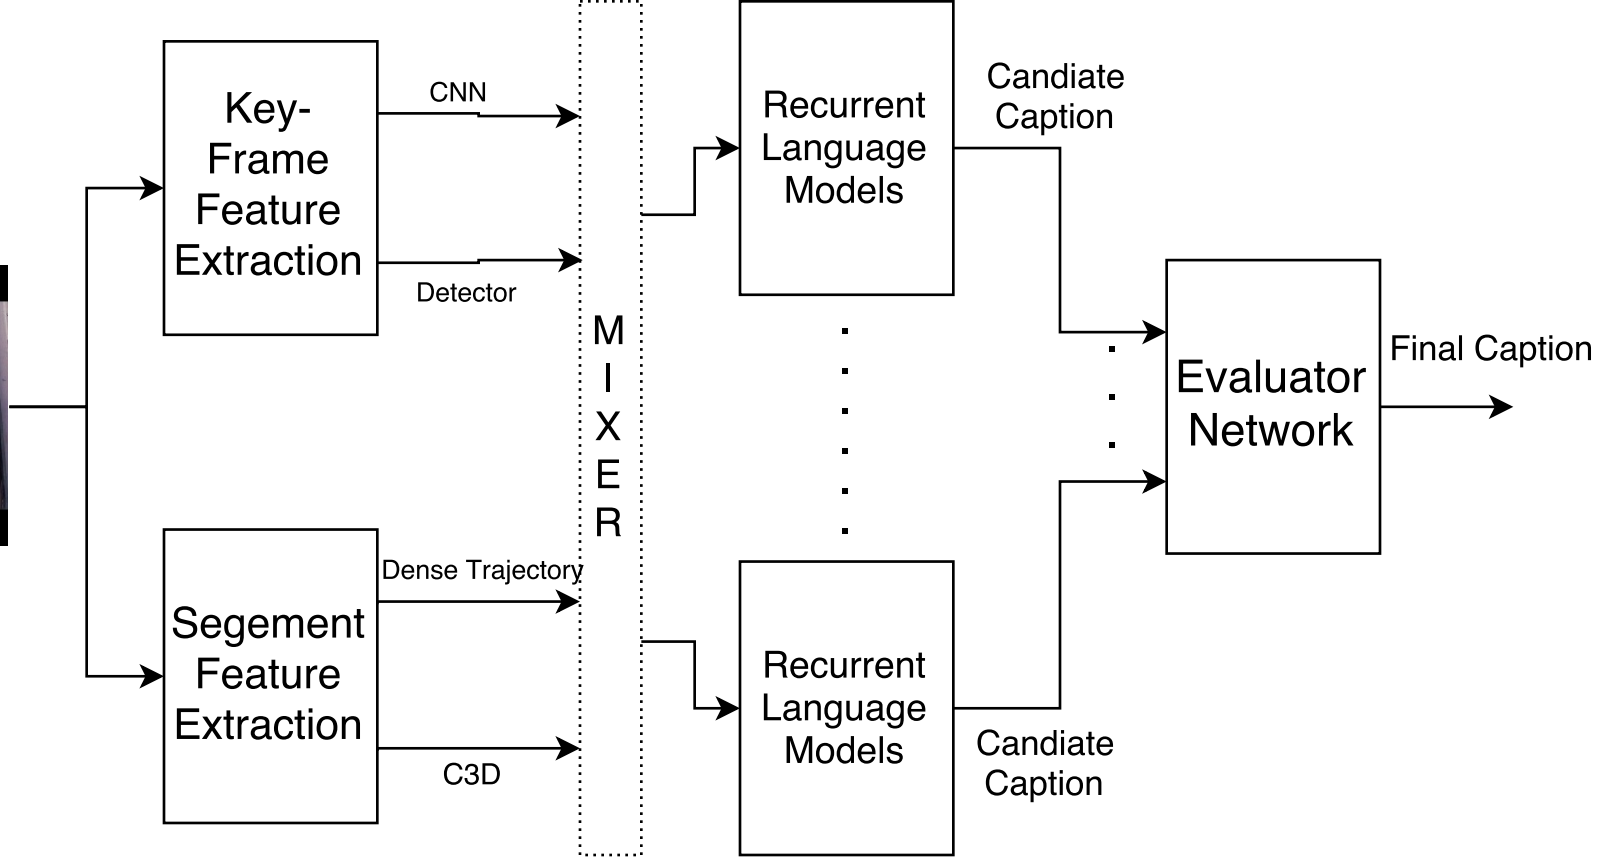 Key-
Frame
Feature
Extraction
CNN
Detector
Segement
Feature
Extraction
Dense Trajectory
C3D
M
I
X
E
R
Recurrent
Language
Models
Candiate
Caption
Recurrent
Language
Models
Candiate
Caption
Evaluator
Network
Final Caption